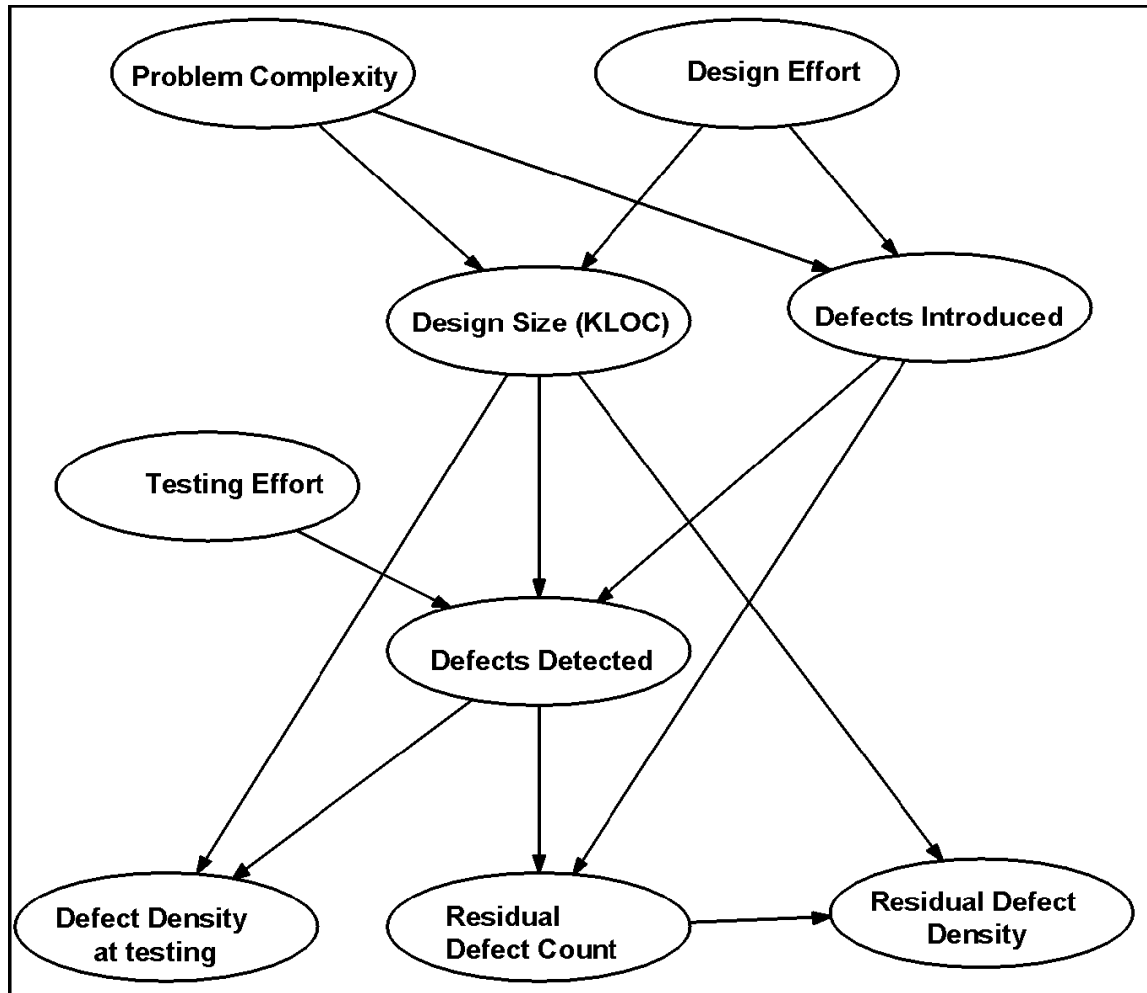 Problem Complexity
Design Effort
Design Size (KLOC)
Defects Introduced
Testing Effort
Defects Detected
Defect Density
at testing
Residual
Defect Count
Residual Defect
Density